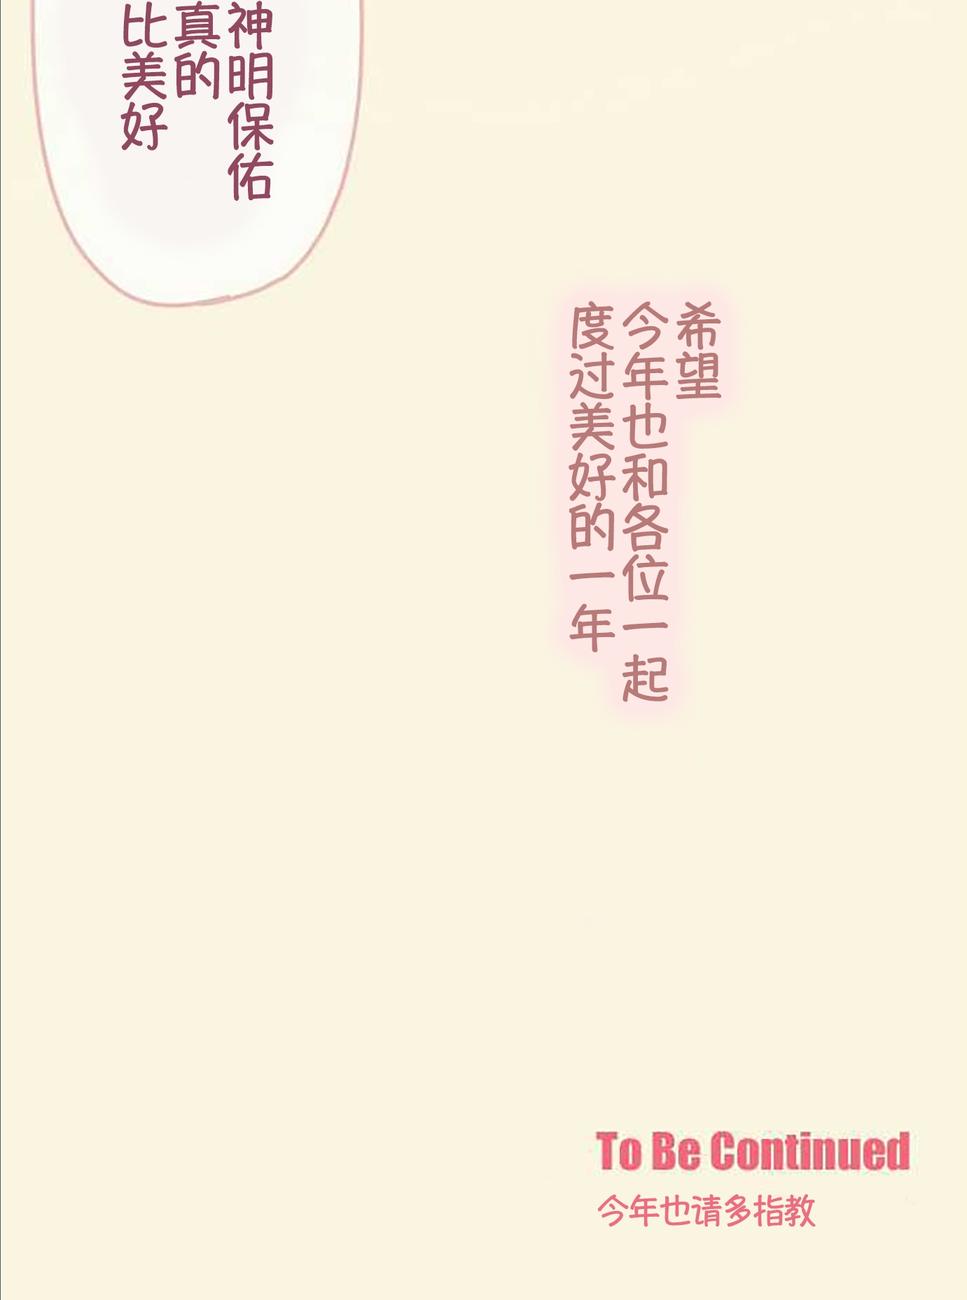 神明保佑
真的
比美好
希望
今年也和各位一起
度过美好的一年
To Be Continued
今年也请多指教